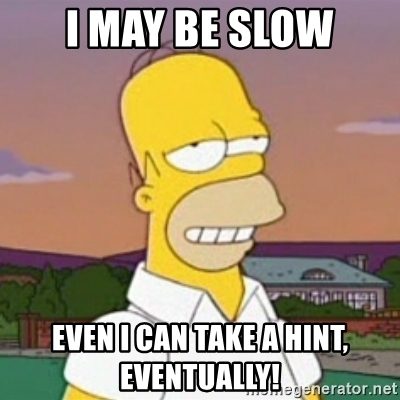 I MAY BE SLOW
EVEN I CAN TAKE A HINT,
EVENTUALLY!
memegenerator.net